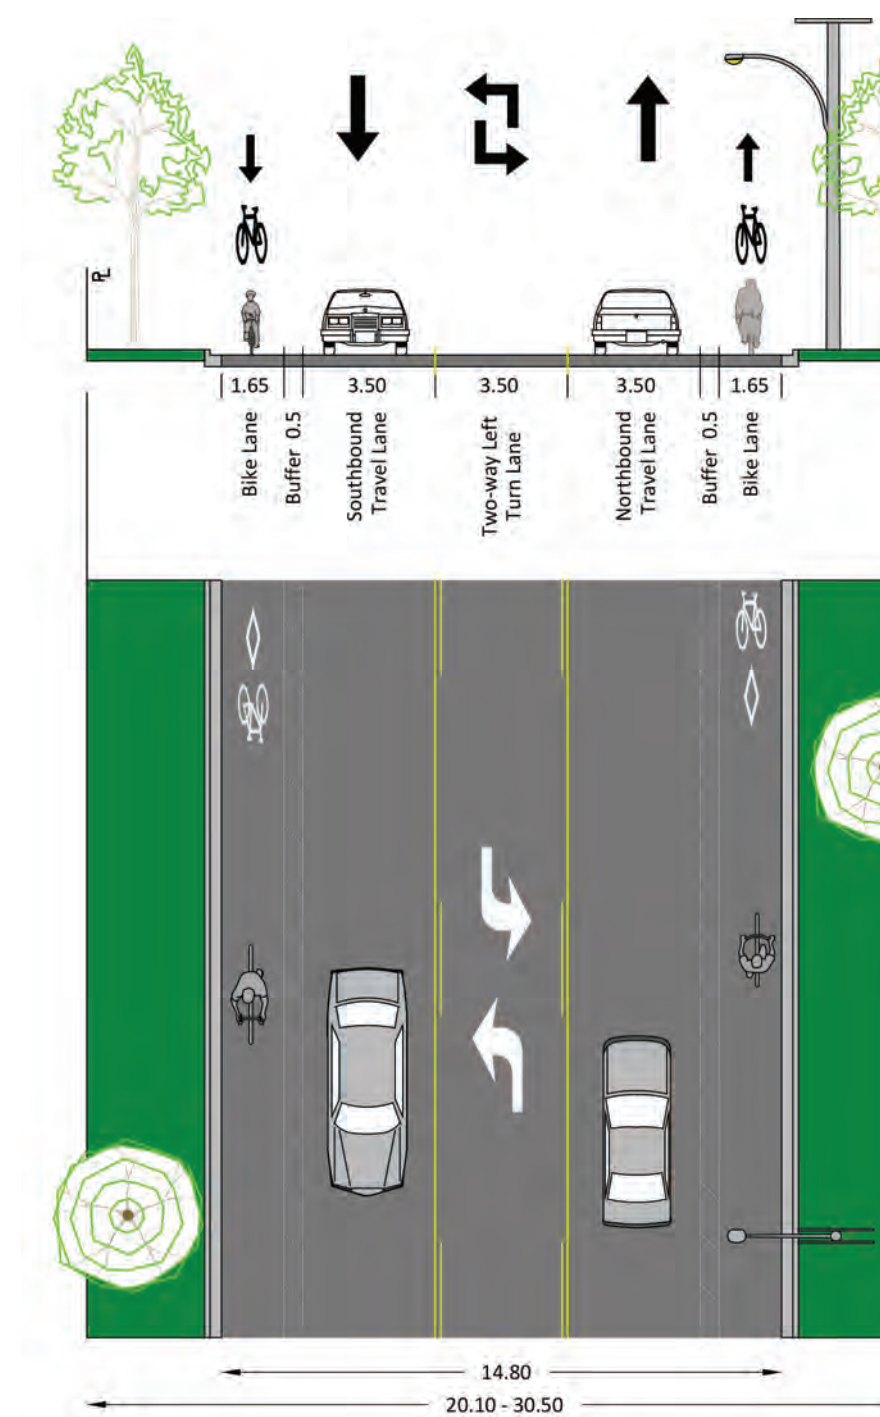 PL
1.65 3.50 3.50 3.50 1.65
Bike Lane
Buffer 0.5
Southbound
Travel Lane
Two-way Left
Turn Lane
Northbound
Travel Lane
Buffer 0.5
Bike Lane
14.80
20.10 - 30.50